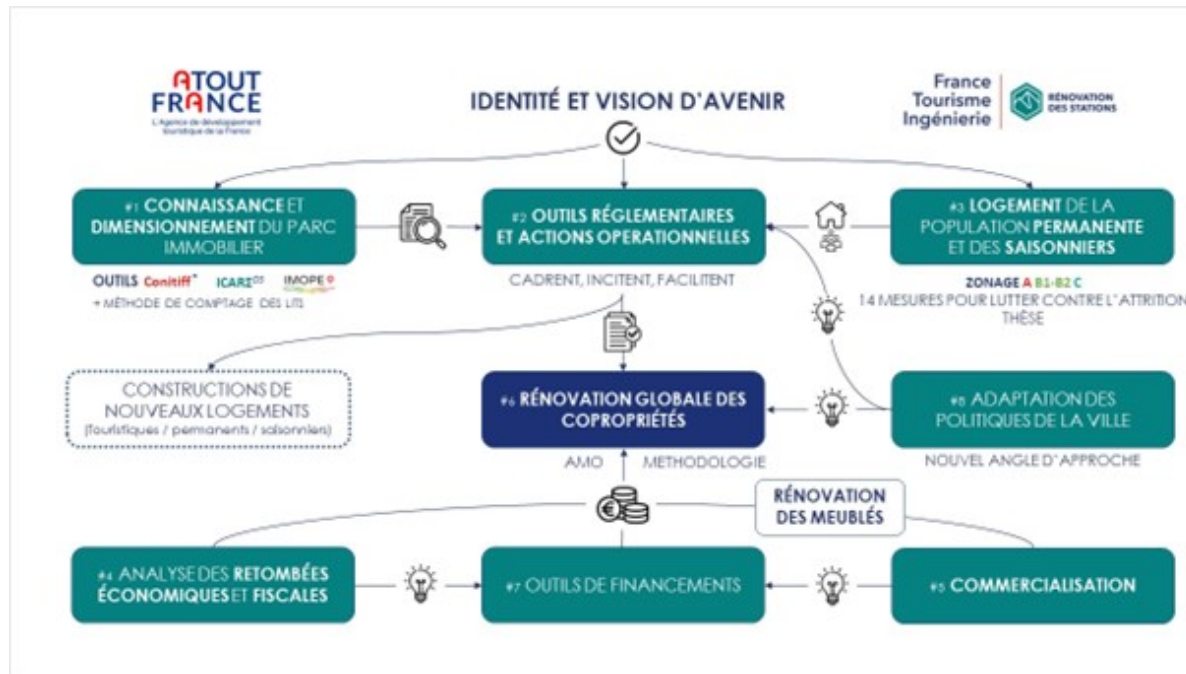 ATOUT
FRANCE
L'Agence de développement
touristique de la France
IDENTITÉ ET VISION D'AVENIR
France
Tourisme
Ingénierie
RÉNOVATION
DES STATIONS
#1 CONNAISSANCE ET
DIMENSIONNEMENT DU PARC
IMMOBILIER
#2 OUTILS RÉGLEMENTAIRES
ET ACTIONS OPERATIONNELLES
#3 LOGEMENT DE LA
POPULATION PERMANENTE
ET DES SAISONNIERS
OUTILS Conitiff ICARE IMOPE
+ MÉTHODE DE COMPTAGE DES LITS
CADRENT, INCITENT, FACILITENT
ZONAGE A B1-B2 C
14 MESURES POUR LUTTER CONTRE L'ATTRITION
THÈSE
CONSTRUCTIONS DE
NOUVEAUX LOGEMENTS
(Touristiques / permanents / saisonniers)
#6 RÉNOVATION GLOBALE DES
COPROPRIÉTÉS
#8 ADAPTATION DES
POLITIQUES DE LA VILLE
AMO METHODOLOGIE
NOUVEL ANGLE D'APPROCHE
RÉNOVATION
DES MEUBLÉS
#4 ANALYSE DES RETOMBÉES
ÉCONOMIQUES ET FISCALES
#7 OUTILS DE FINANCEMENTS
#5 COMMERCIALISATION